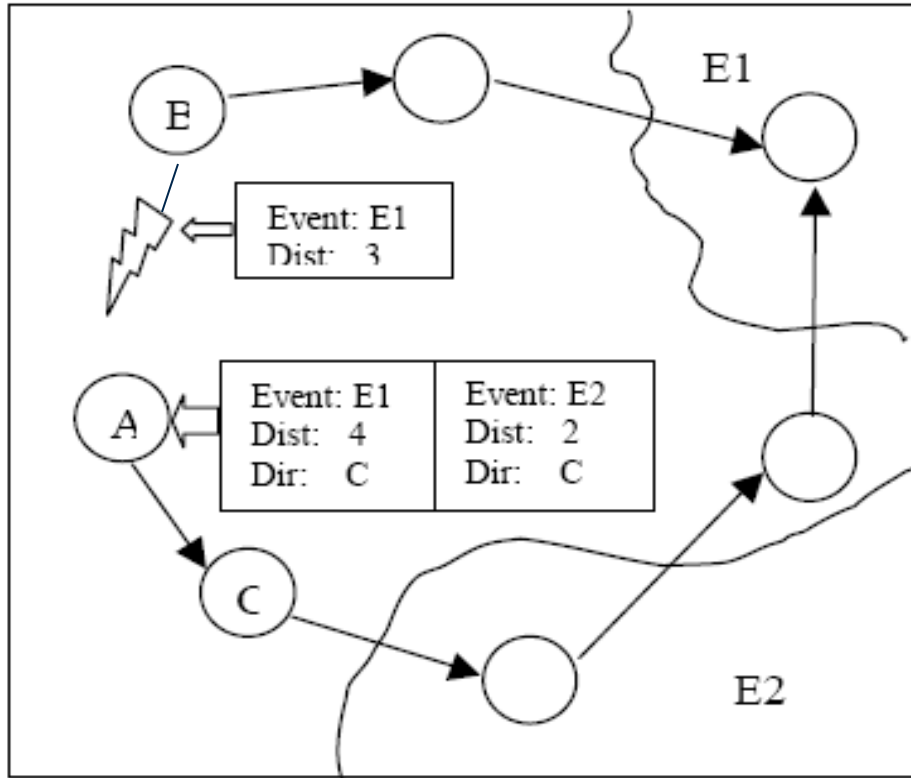 E1
B
Event: E1
Dist: 3
Event: E1
Dist: 4
Dir: C
Event: E2
Dist: 2
Dir: C
A
C
E2